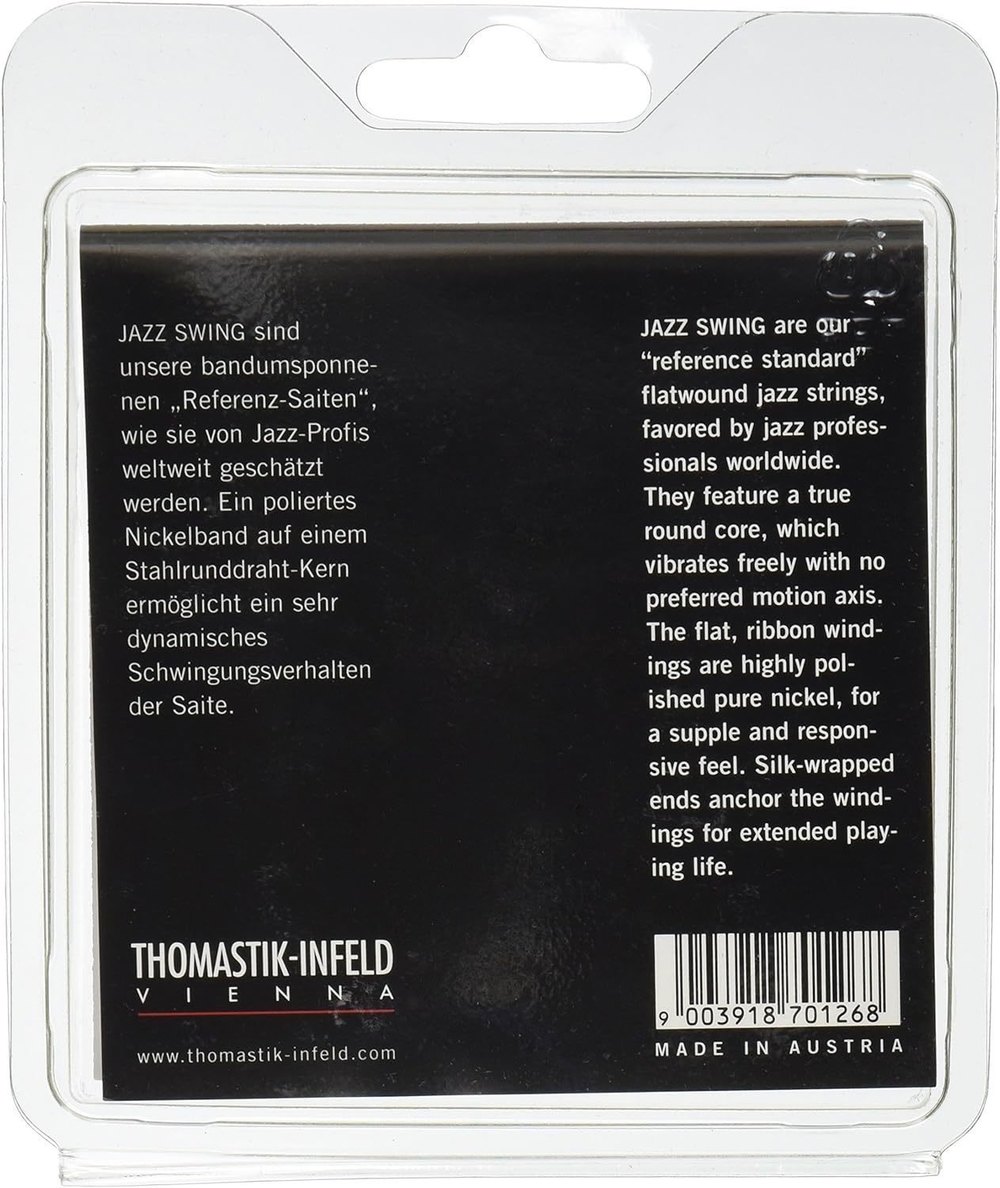 JAZZ SWING sind
unsere bandumsponne-
nen „Referenz-Saiten“,
wie sie von Jazz-Profis
weltweit geschätzt
werden. Ein poliertes
Nickelband auf einem
Stahlrunddraht-Kern
ermöglicht ein sehr
dynamisches
Schwingungsverhalten
der Saite.
JAZZ SWING are our
“reference standard”
flatwound jazz strings,
favored by jazz profes-
sionals worldwide.
They feature a true
round core, which
vibrates freely with no
preferred motion axis.
The flat, ribbon wind-
ings are highly pol-
ished pure nickel, for
a supple and respon-
sive feel. Silk-wrapped
ends anchor the wind-
ings for extended play-
ing life.
THOMASTIK-INFELD
VIENNA
www.thomastik-infeld.com
9 003918 701268
MADE IN AUSTRIA